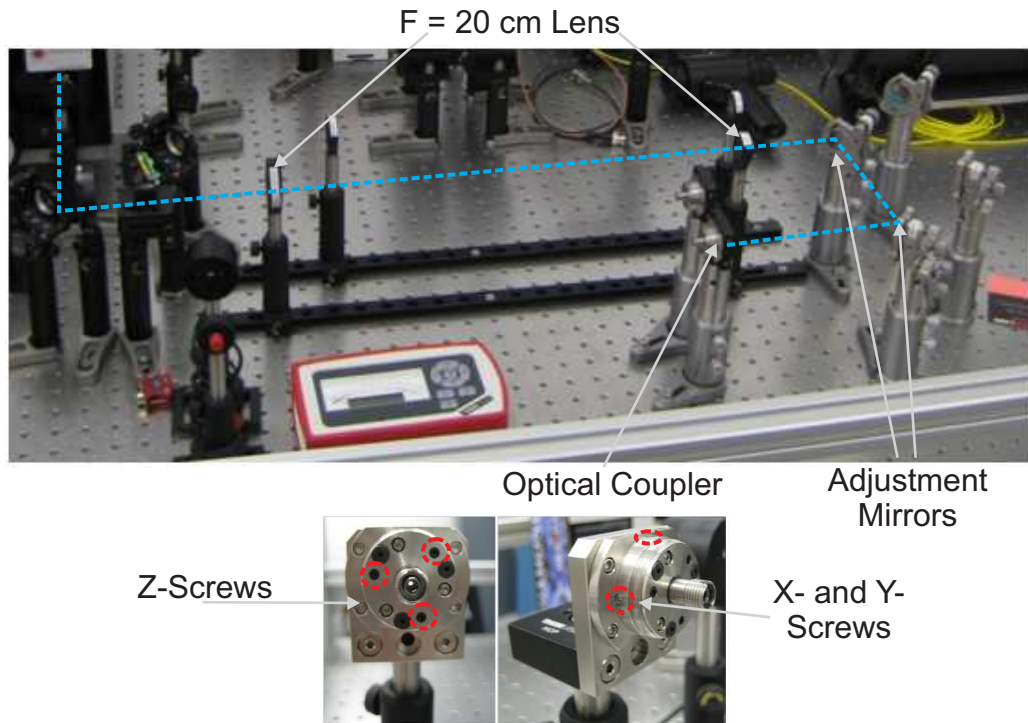 F = 20 cm Lens
Optical Coupler
Adjustment
Mirrors
Z-Screws
X- and Y-
Screws